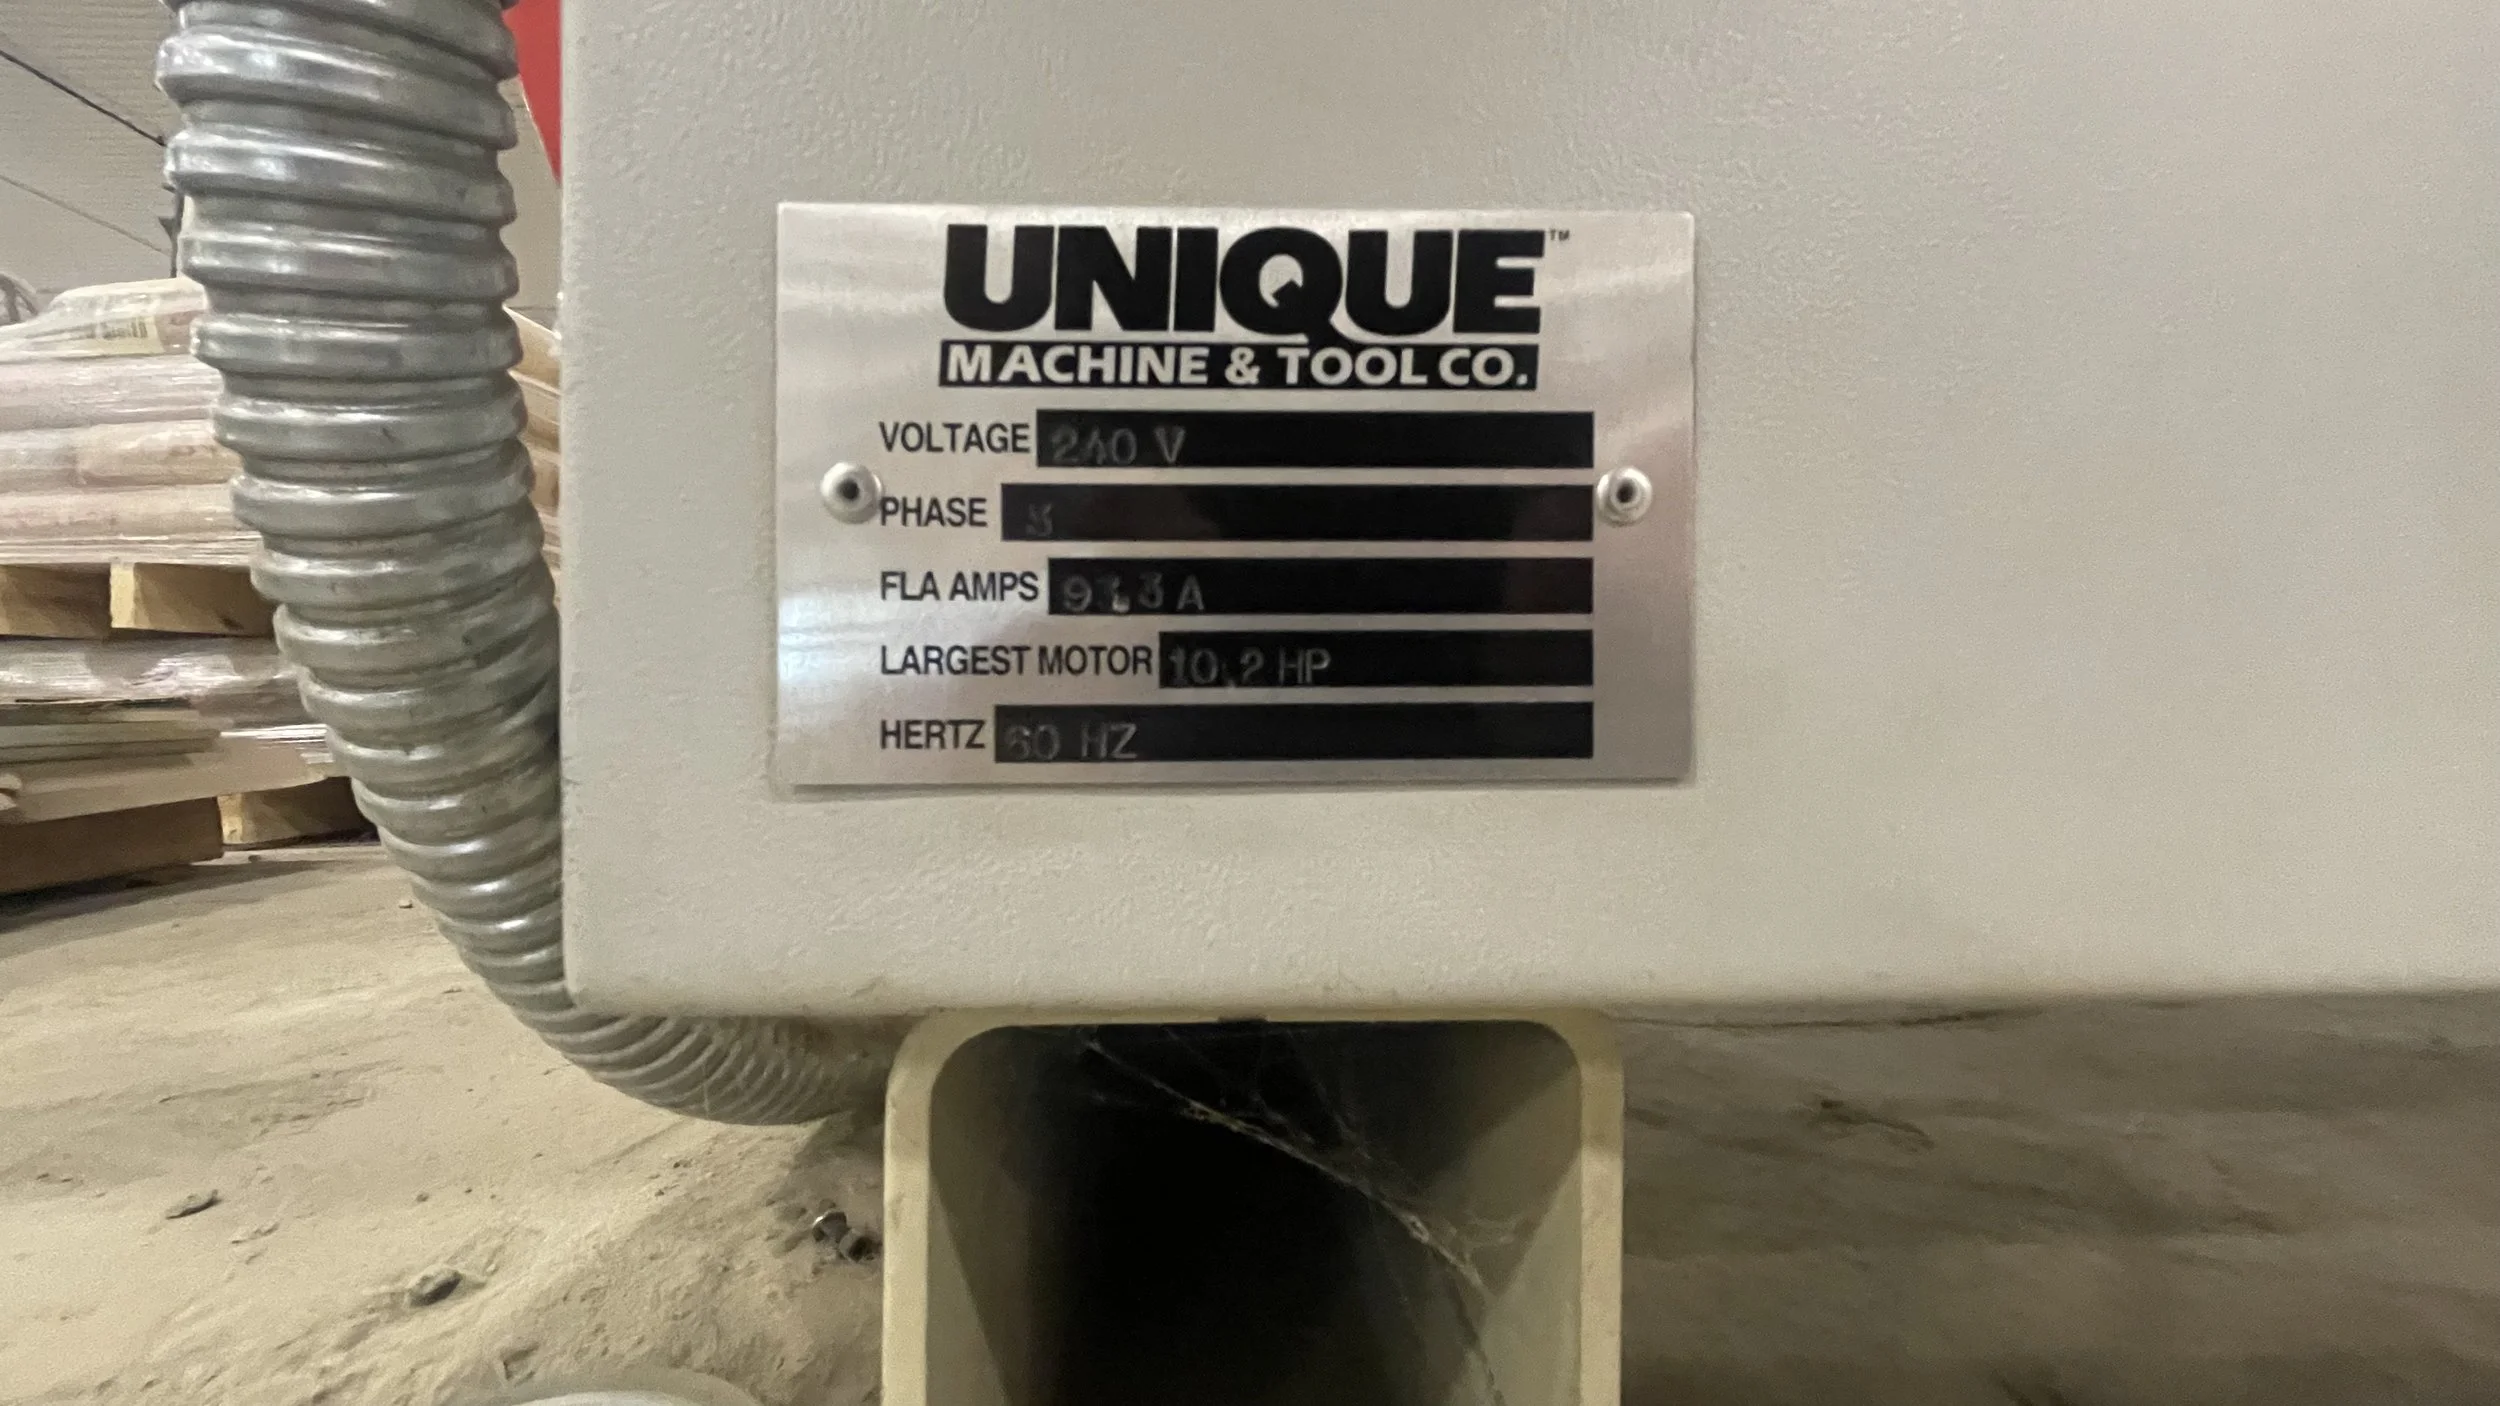 UNIQUE™
MACHINE & TOOL CO.
VOLTAGE 240 V
PHASE 3
FLA AMPS
LARGEST MOTOR 10.2 HP
HERTZ 60 HZ